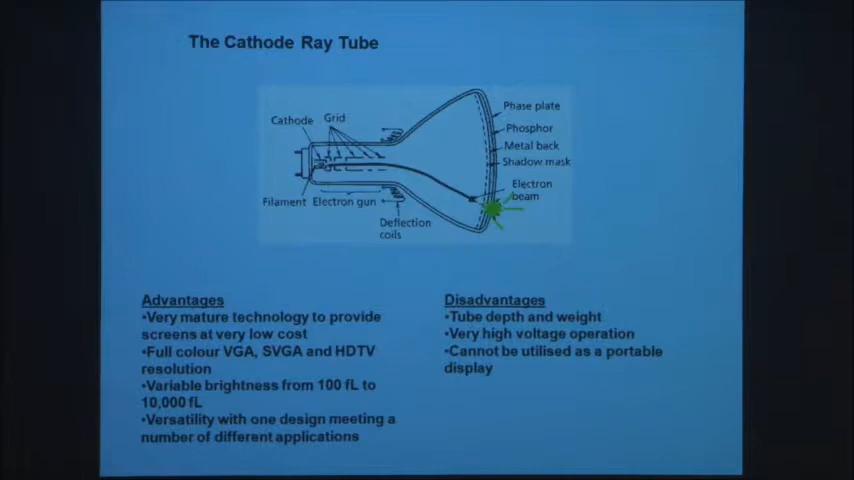 The Cathode Ray Tube
Cathode
Grid
Phase plate
Phosphor
Metal back
Shadow mask
Electron
beam
Filament
Electron gun
Deflection
coils
Advantages
•Very mature technology to provide
screens at very low cost
•Full colour VGA, SVGA and HDTV
resolution
•Variable brightness from 100 fL to
10,000 fL
•Versatility with one design meeting a
number of different applications
Disadvantages
•Tube depth and weight
•Very high voltage operation
•Cannot be utilised as a portable
display